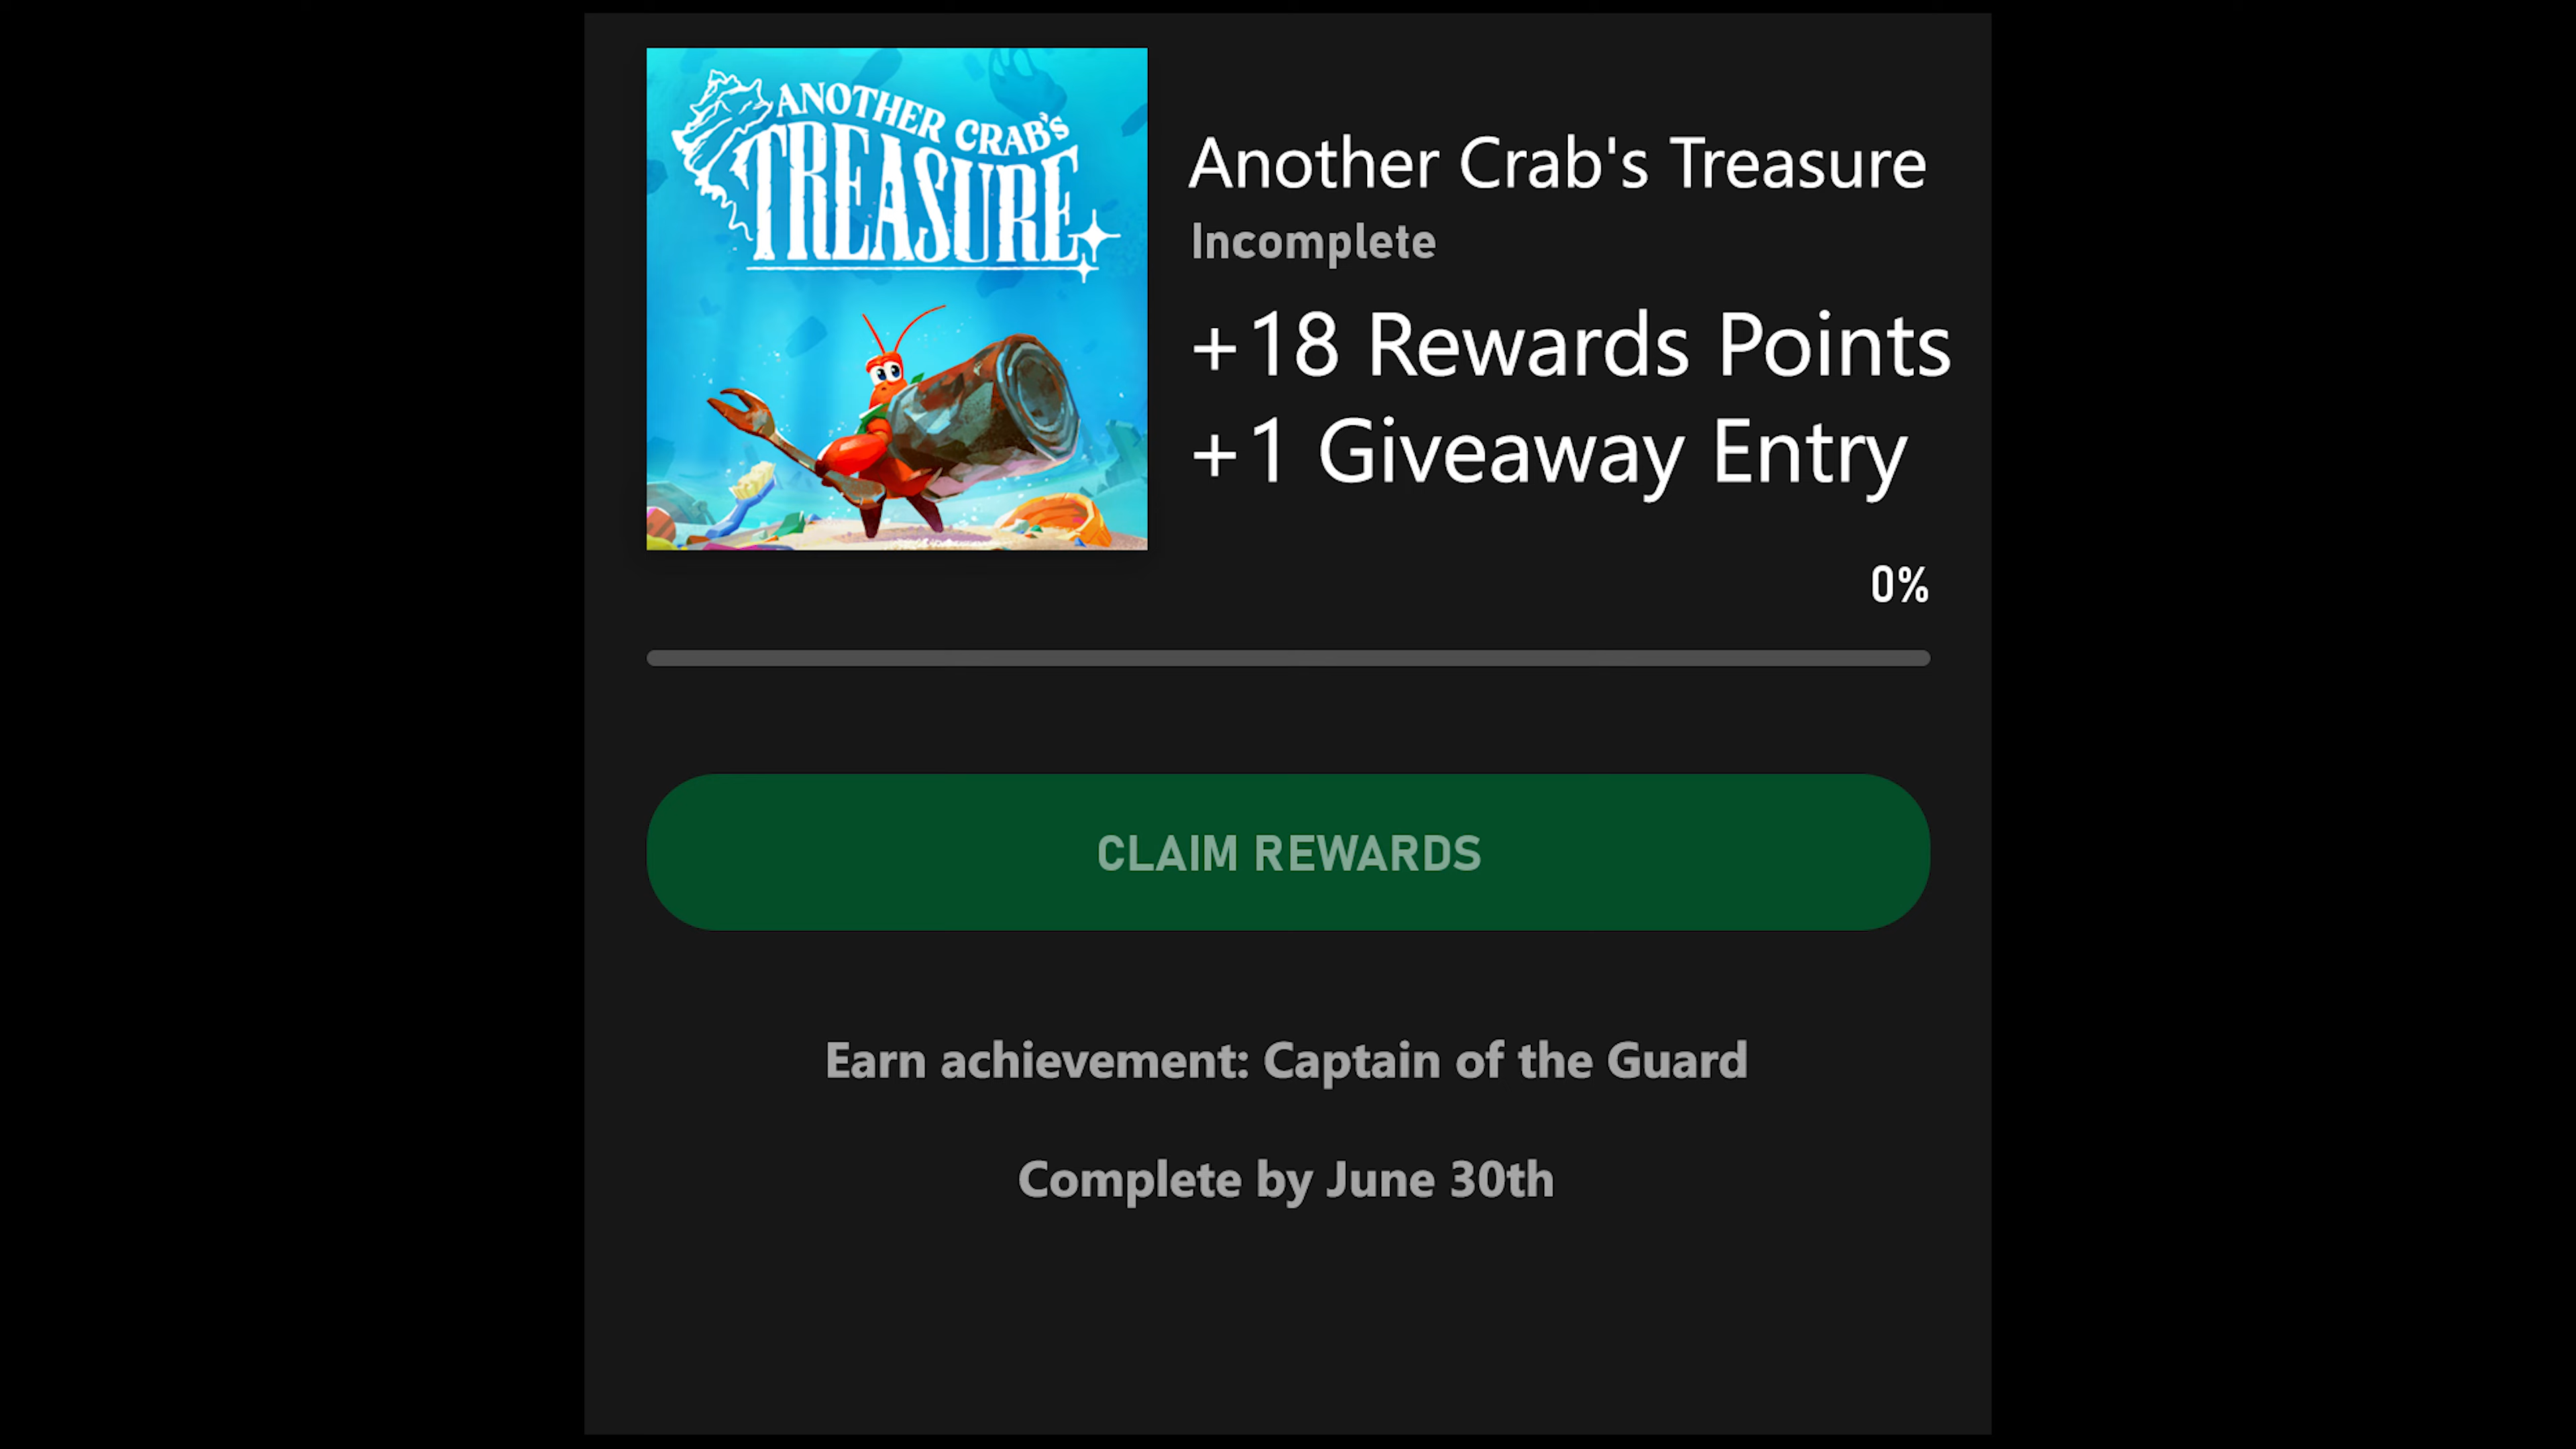 ANOTHER CRAB'S
TREASURE
Another Crab's Treasure
Incomplete
+18 Rewards Points
+1 Giveaway Entry
0%
CLAIM REWARDS
Earn achievement: Captain of the Guard
Complete by June 30th